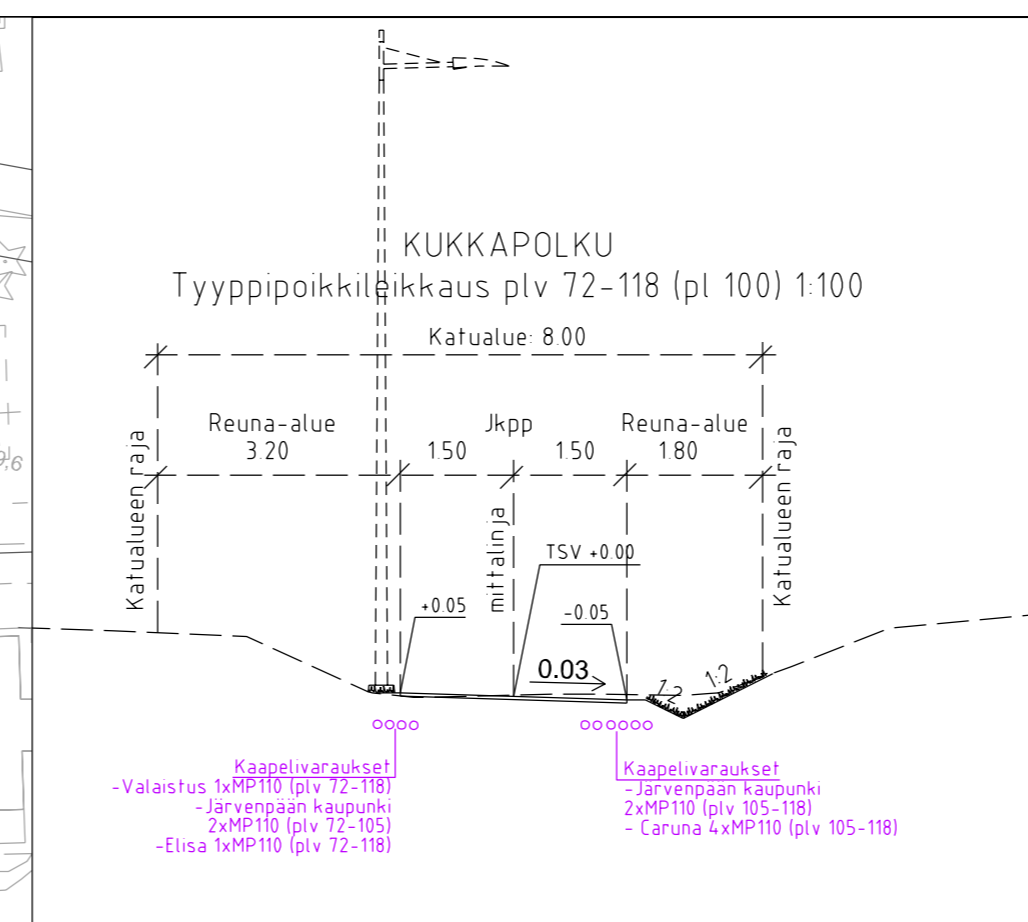 KUKKAPOLKU
Tyyppipoikkileikkaus plv 72-118 (pl 100) 1:100
Katualue: 8.00
Reuna-alue
Jkpp
Reuna-alue
3.20
1.50
1.50
1.80
Katualueen raja
mittalinja
Katualueen raja
TSV +0.00
+0.05
-0.05
0.03
1:2
1:2
Kaapelivaraukset
-Valaistus 1xMP110 (plv 72-118)
-Järvenpään kaupunki
2xMP110 (plv 72-105)
-Elisa 1xMP110 (plv 72-118)
Kaapelivaraukset
-Järvenpään kaupunki
2xMP110 (plv 105-118)
- Caruna 4xMP110 (plv 105-118)